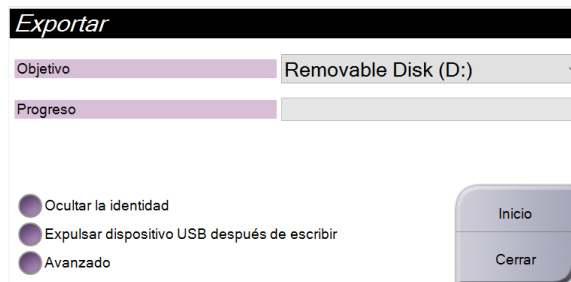 Exportar
Objetivo
Removable Disk (D:)
Progreso
Ocultar la identidad
Expulsar dispositivo USB después de escribir
Avanzado
Inicio
Cerrar